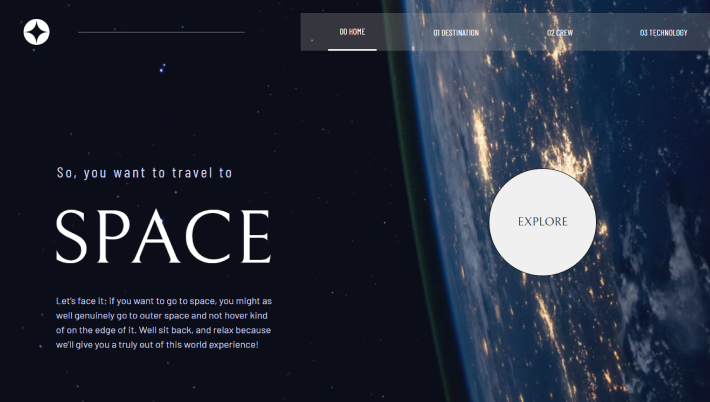 00 HOME
01 DESTINATION
02 CREW
03 TECHNOLOGY
So, you want to travel to
SPACE
Let's face it; if you want to go to space, you might as
well genuinely go to outer space and not hover kind
of on the edge of it. Well sit back, and relax because
we'll give you a truly out of this world experience!
EXPLORE